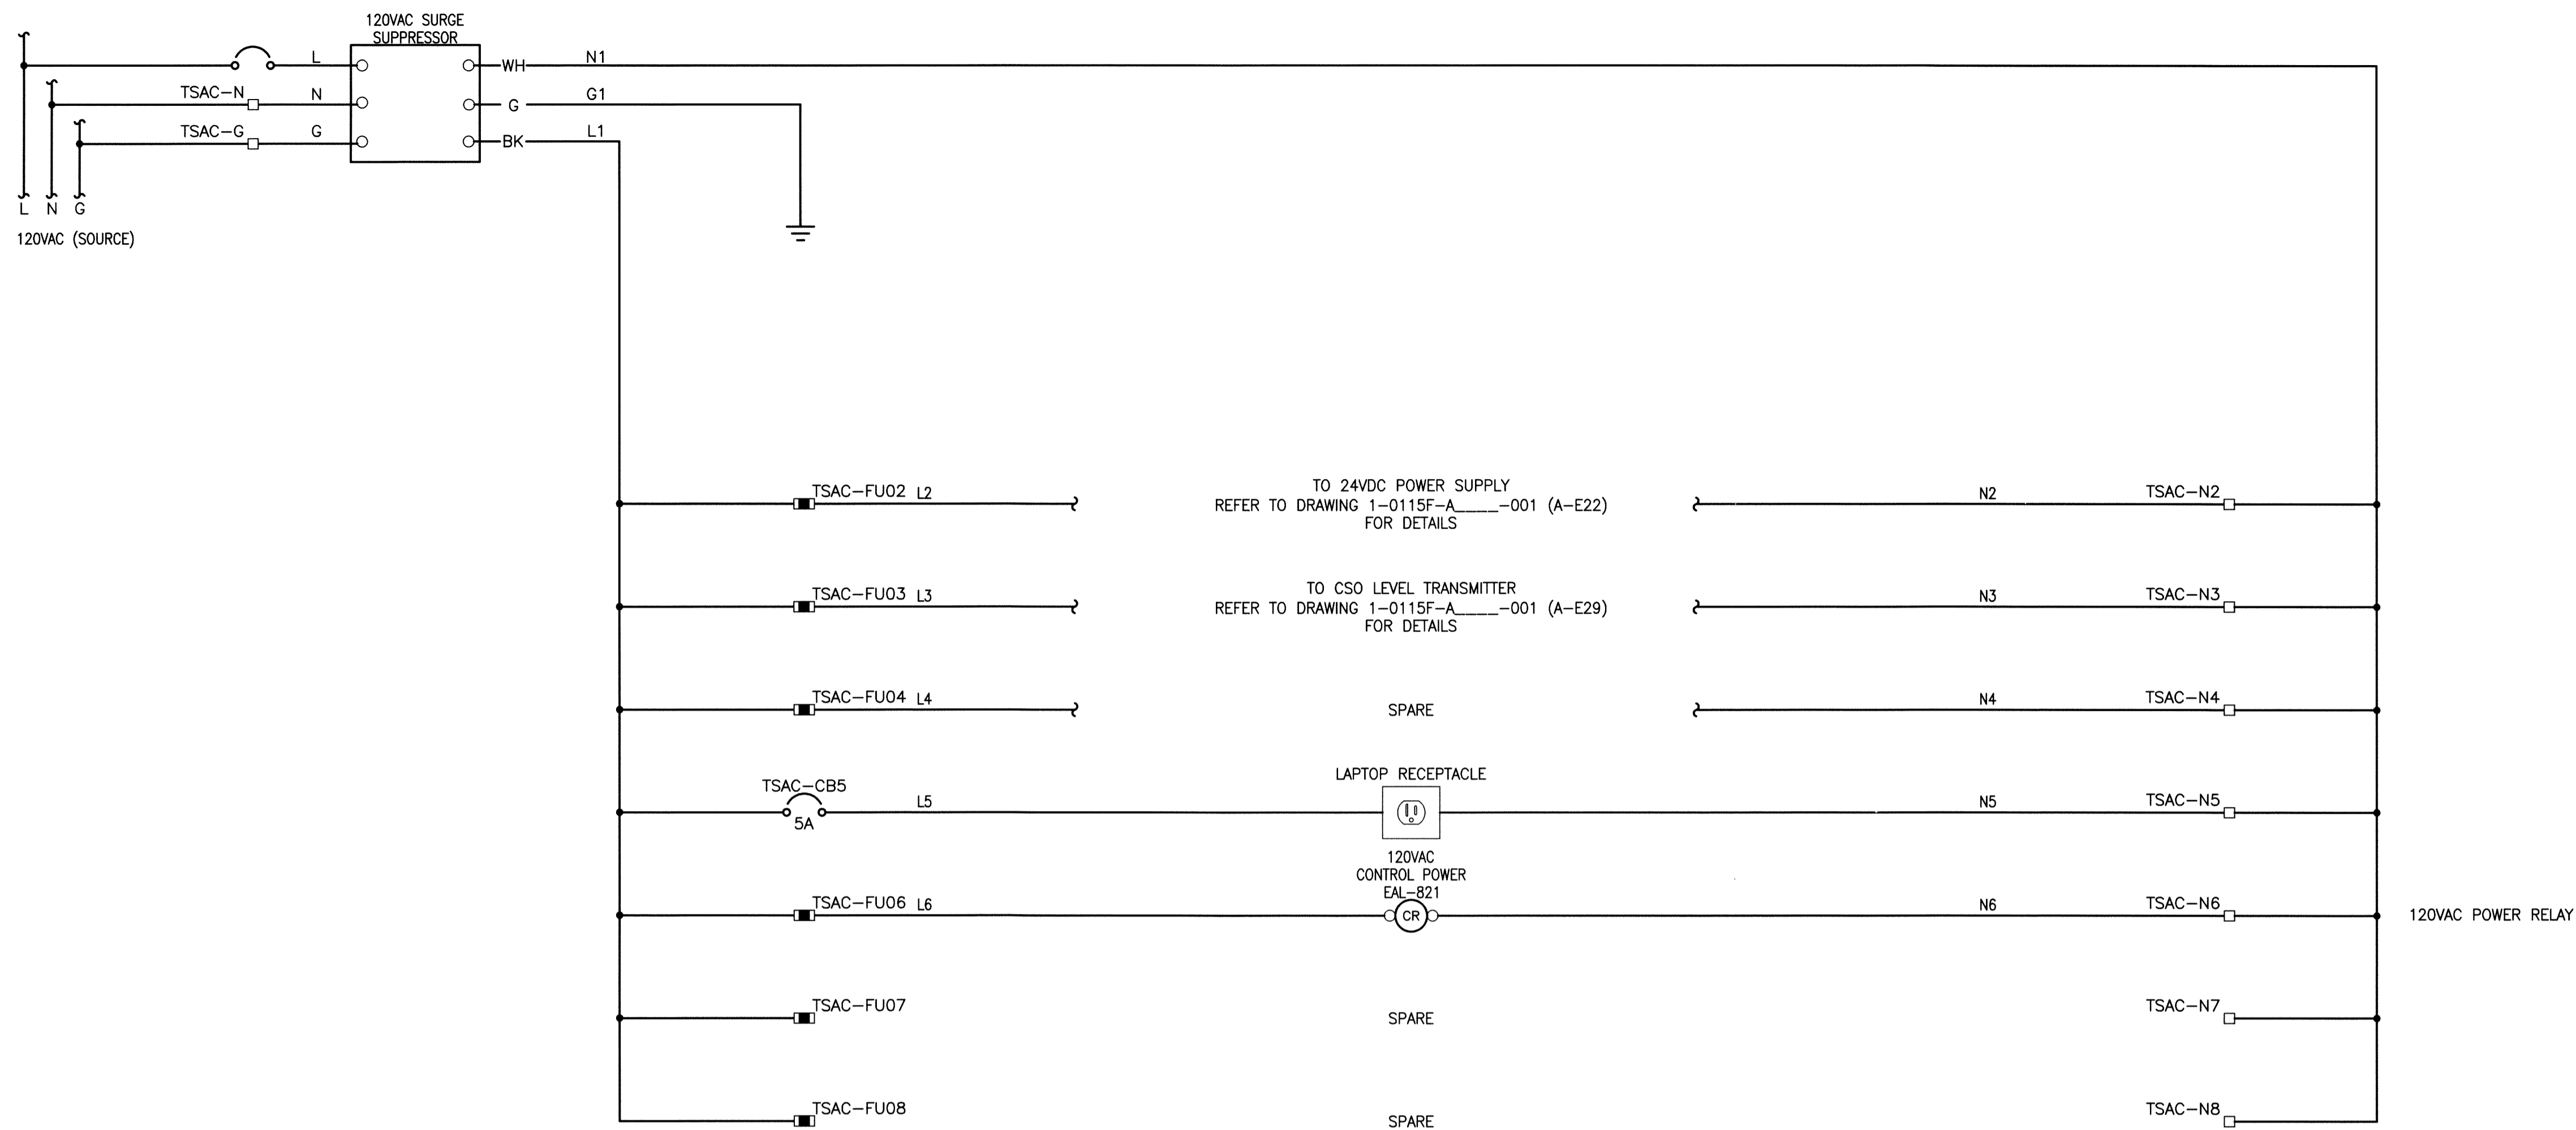 120VAC SURGE
SUPPRESSOR
L
WH
N1
TSAC-N
N
G
G1
TSAC-G
G
BK
L1
L N G
120VAC (SOURCE)
TSAC-FU02 L2
TO 24VDC POWER SUPPLY
REFER TO DRAWING 1-0115F-A____-001 (A-E22)
FOR DETAILS
N2
TSAC-N2
TSAC-FU03 L3
TO CSO LEVEL TRANSMITTER
REFER TO DRAWING 1-0115F-A____-001 (A-E29)
FOR DETAILS
N3
TSAC-N3
TSAC-FU04 L4
SPARE
N4
TSAC-N4
TSAC-CB5
5A
L5
LAPTOP RECEPTACLE
N5
TSAC-N5
120VAC
CONTROL POWER
EAL-821
TSAC-FU06 L6
CR
N6
TSAC-N6
120VAC POWER RELAY
TSAC-FU07
SPARE
TSAC-N7
TSAC-FU08
SPARE
TSAC-N8